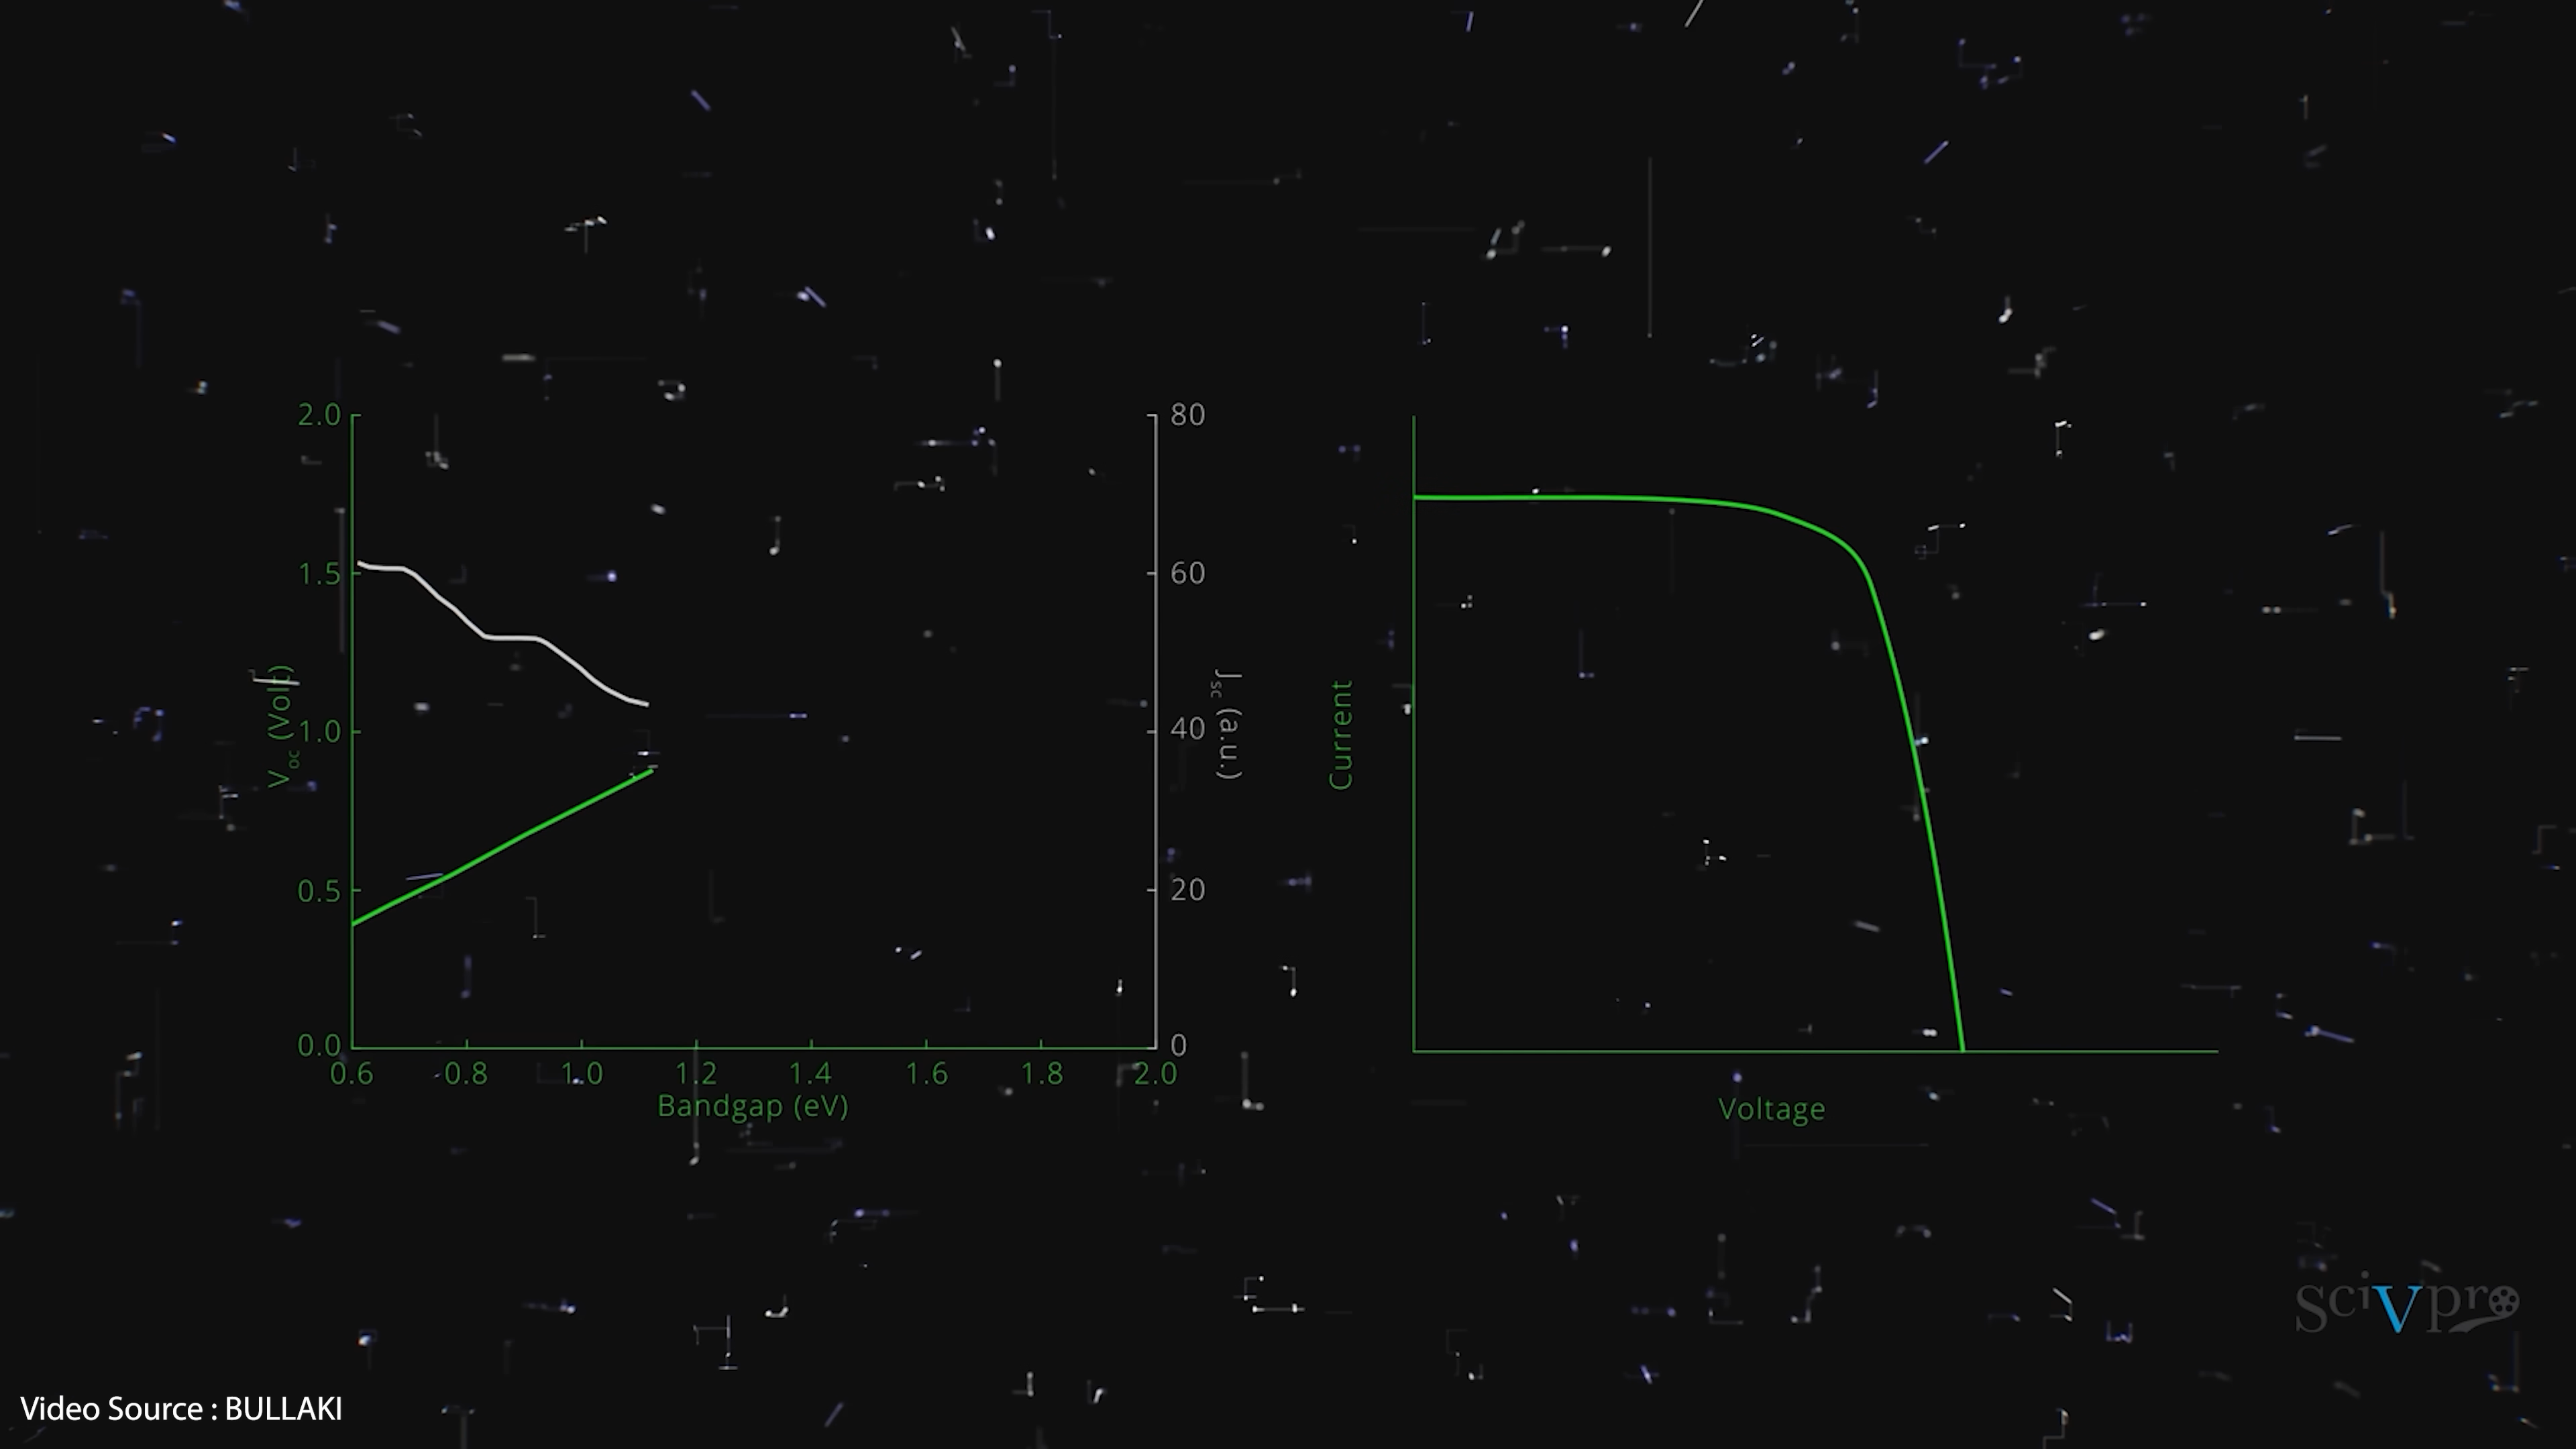 2.0
1.5
1.0
0.5
0.0
Voc (Volt)
0.6 0.8 1.0 1.2 1.4 1.6 1.8 2.0
Bandgap (eV)
80
60
40
20
0
Jsc (a.u.)
Current
Voltage
scivpro
Video Source : BULLAKI